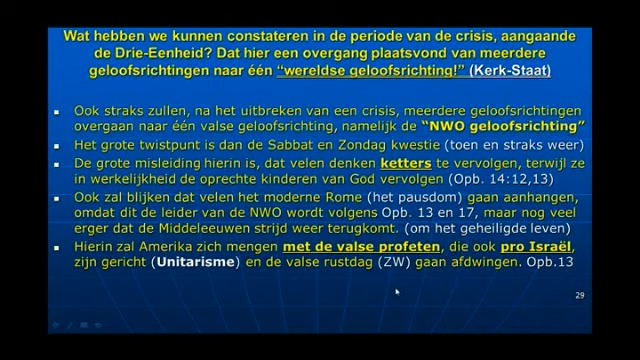 Wat hebben we kunnen constateren in de periode van de crisis, aangaande
de Drie-Eenheid? Dat hier een overgang plaatsvond van meerdere
geloofsrichtingen naar één “wereldse geloofsrichting!” (Kerk-Staat)
Ook straks zullen, na het uitbreken van een crisis, meerdere geloofsrichtingen
overgaan naar één valse geloofsrichting, namelijk de “NWO geloofsrichting”
Het grote twistpunt is dan de Sabbat en Zondag kwestie (toen en straks weer)
De grote misleiding hierin is, dat velen denken ketters te vervolgen, terwijl ze
in werkelijkheid de oprechte kinderen van God vervolgen (Opb. 14:12,13)
Ook zal blijken dat velen het moderne Rome (het pausdom) gaan aanhangen,
omdat dit de leider van de NWO wordt volgens Opb. 13 en 17, maar nog veel
erger dat de Middeleeuwen strijd weer terugkomt. (om het geheiligde leven)
Hierin zal Amerika zich mengen met de valse profeten, die ook pro Israël,
zijn gericht (Unitarisme) en de valse rustdag (ZW) gaan afdwingen. Opb.13
29